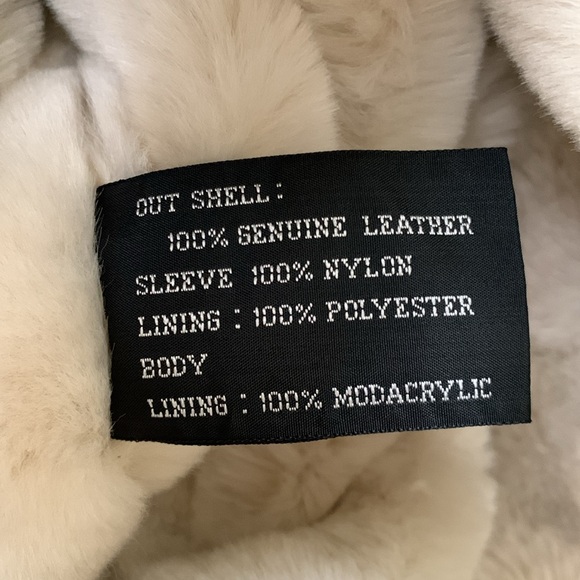 OUT SHELL :
100% GENUINE LEATHER
SLEEVE 100% NYLON
LINING : 100% POLYESTER
BODY
LINING : 100% MODACRYLIC